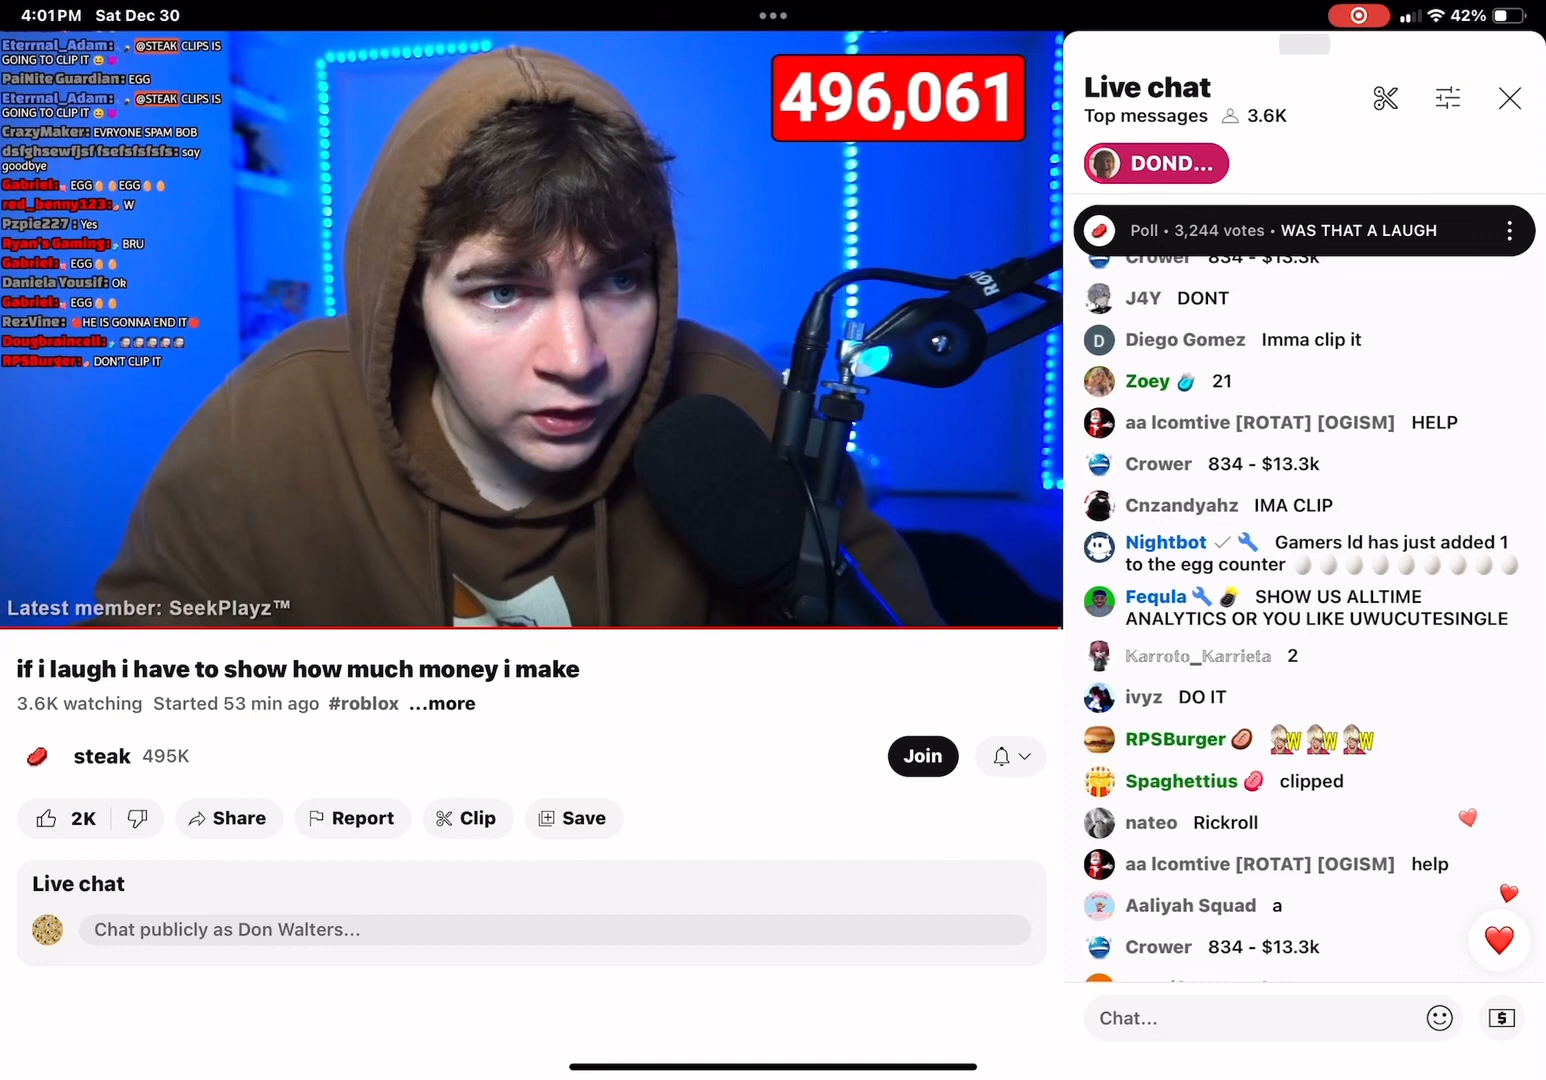 4:01 PM Sat Dec 30
42%
Eterrnal_Adam: @STEAK CLIPS IS
GOING TO CLIP IT
PaiNite Guardian: EGG
Eterrnal_Adam: @STEAK CLIPS IS
GOING TO CLIP IT
CrazyMaker: EVRYONE SPAM BOB
dsfghsewfjsf fsefsfsfsfs: say
goodbye
Gabriel: EGG🥚🥚EGG🥚🥚
red_benny123: W
Pzpie227: Yes
Ryan's Gaming: BRU
Gabriel: EGG🥚🥚
Daniela Yousif: Ok
Gabriel: EGG🥚🥚
RezVine: 🔴HE IS GONNA END IT🔴
Dougbraincell: 🗿🗿🗿🗿🗿
RPSBurger: DON'T CLIP IT
496,061
RØDE
Latest member: SeekPlayz™
if i laugh i have to show how much money i make
3.6K watching Started 53 min ago #roblox ...more
steak 495K
Join
2K
Share
Report
Clip
Save
Live chat
Chat publicly as Don Walters...
Live chat
Top messages 3.6K
DOND...
Poll • 3,244 votes • WAS THAT A LAUGH
Crower 834 - $13.3k
J4Y DONT
D Diego Gomez Imma clip it
Zoey 21
aa lcomtive [ROTAT] [OGISM] HELP
Crower 834 - $13.3k
Cnzandyahz IMA CLIP
Nightbot Gamers ld has just added 1
to the egg counter 🥚🥚🥚🥚🥚🥚🥚🥚🥚
Fequla SHOW US ALLTIME
ANALYTICS OR YOU LIKE UWUCUTESINGLE
Karroto_Karrieta 2
ivyz DO IT
RPSBurger W W W
Spaghettius clipped
nateo Rickroll
aa lcomtive [ROTAT] [OGISM] help
Aaliyah Squad a
Crower 834 - $13.3k
Chat...
$